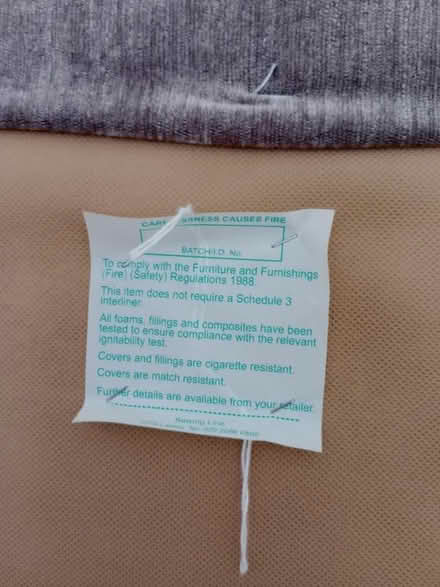 CARELESSNESS CAUSES FIRE
BATCH/I.D. No.
To comply with the Furniture and Furnishings
(Fire) (Safety) Regulations 1988.
This item does not require a Schedule 3
interliner.
All foams, fillings and composites have been
tested to ensure compliance with the relevant
ignitability test.
Covers and fillings are cigarette resistant.
Covers are match resistant.
Further details are available from your retailer.